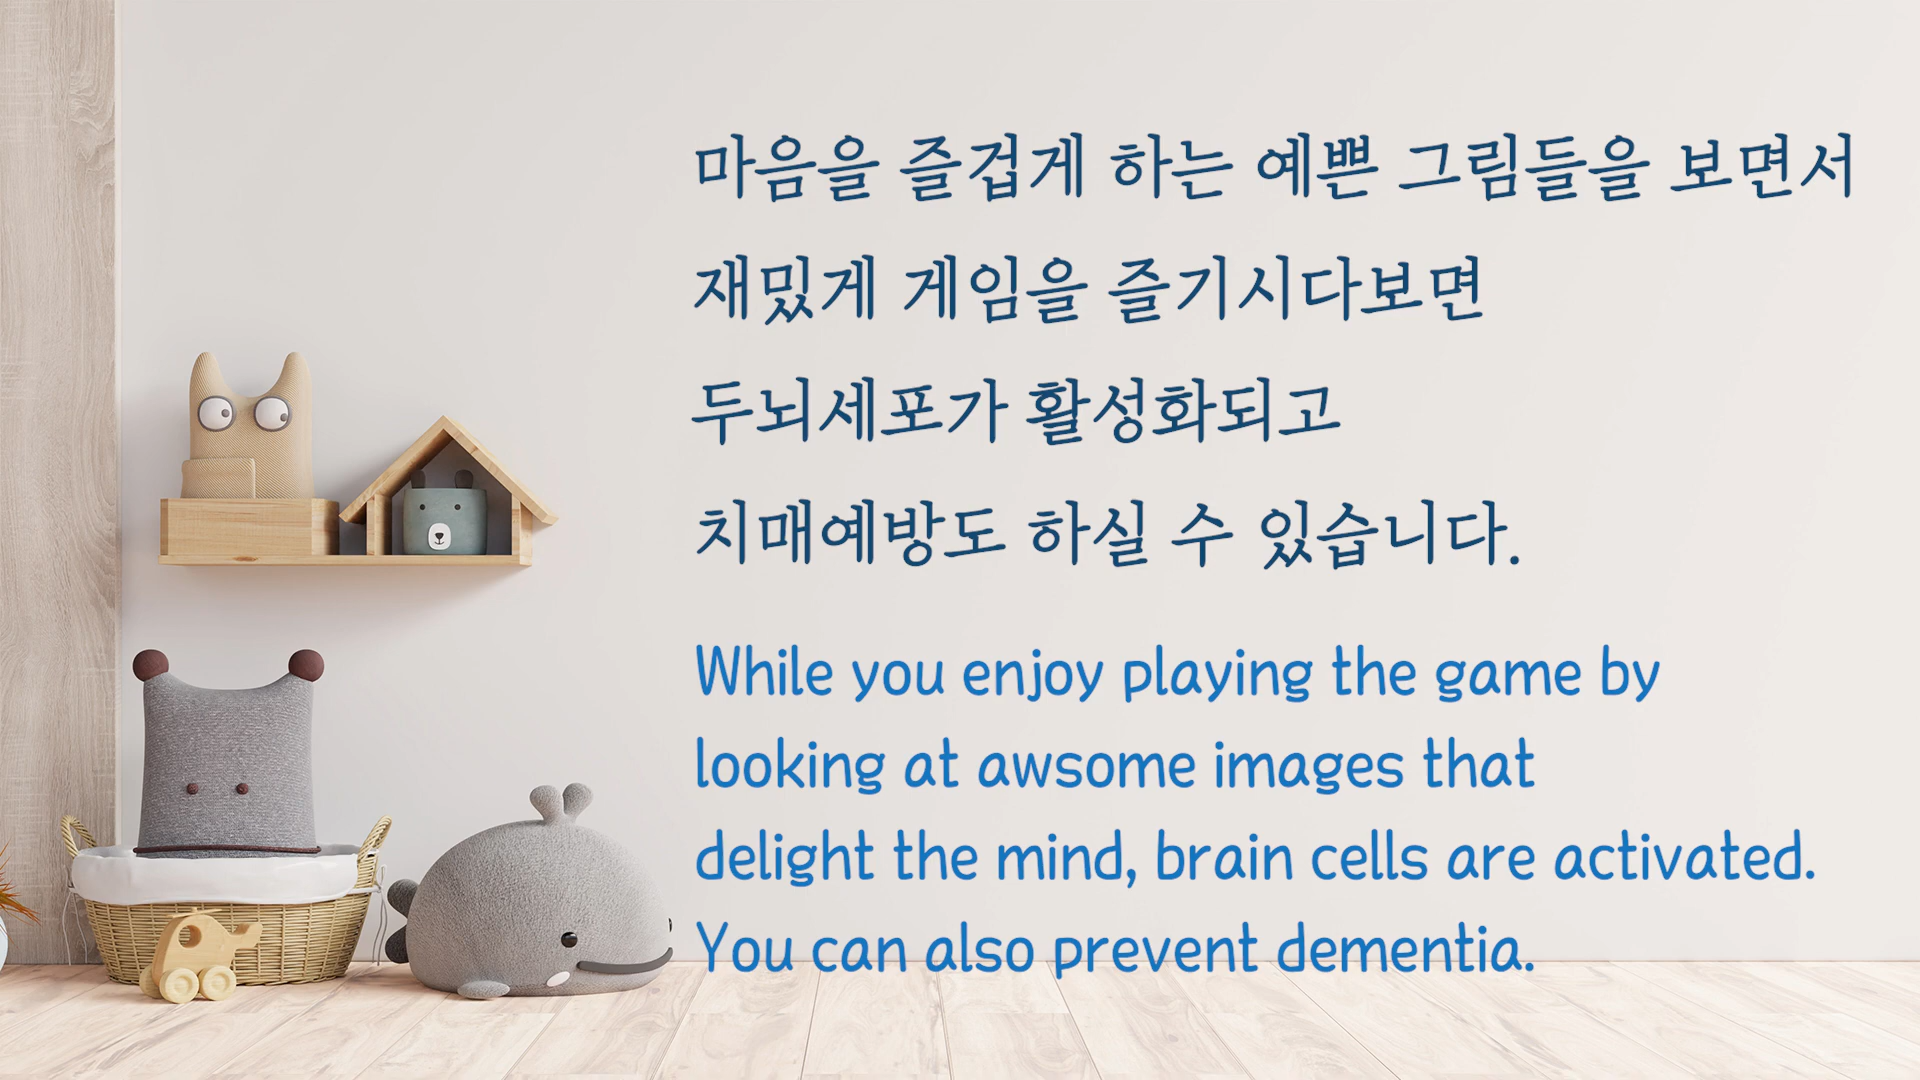 마음을 즐겁게 하는 예쁜 그림들을 보면서
재밌게 게임을 즐기시다보면
두뇌세포가 활성화되고
치매예방도 하실 수 있습니다.
While you enjoy playing the game by
looking at awsome images that
delight the mind, brain cells are activated.
You can also prevent dementia.